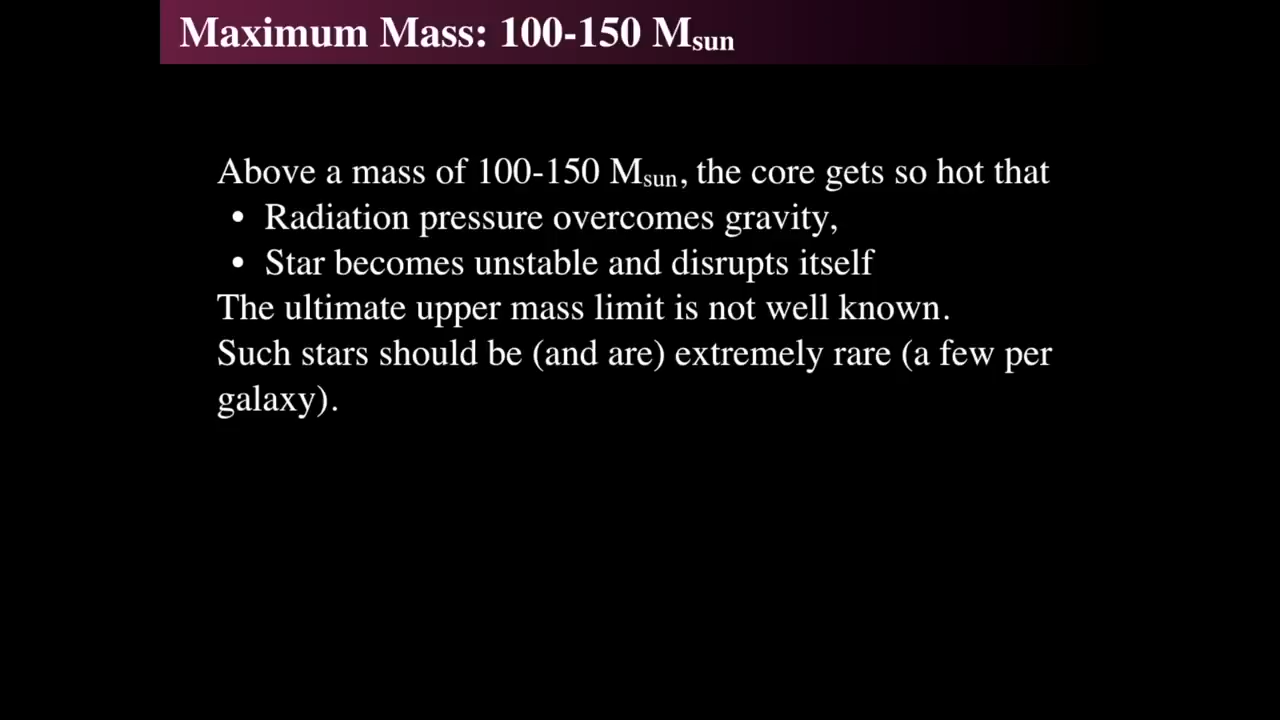 Maximum Mass: 100-150 Msun
Above a mass of 100-150 Msun, the core gets so hot that
• Radiation pressure overcomes gravity,
• Star becomes unstable and disrupts itself
The ultimate upper mass limit is not well known.
Such stars should be (and are) extremely rare (a few per
galaxy).